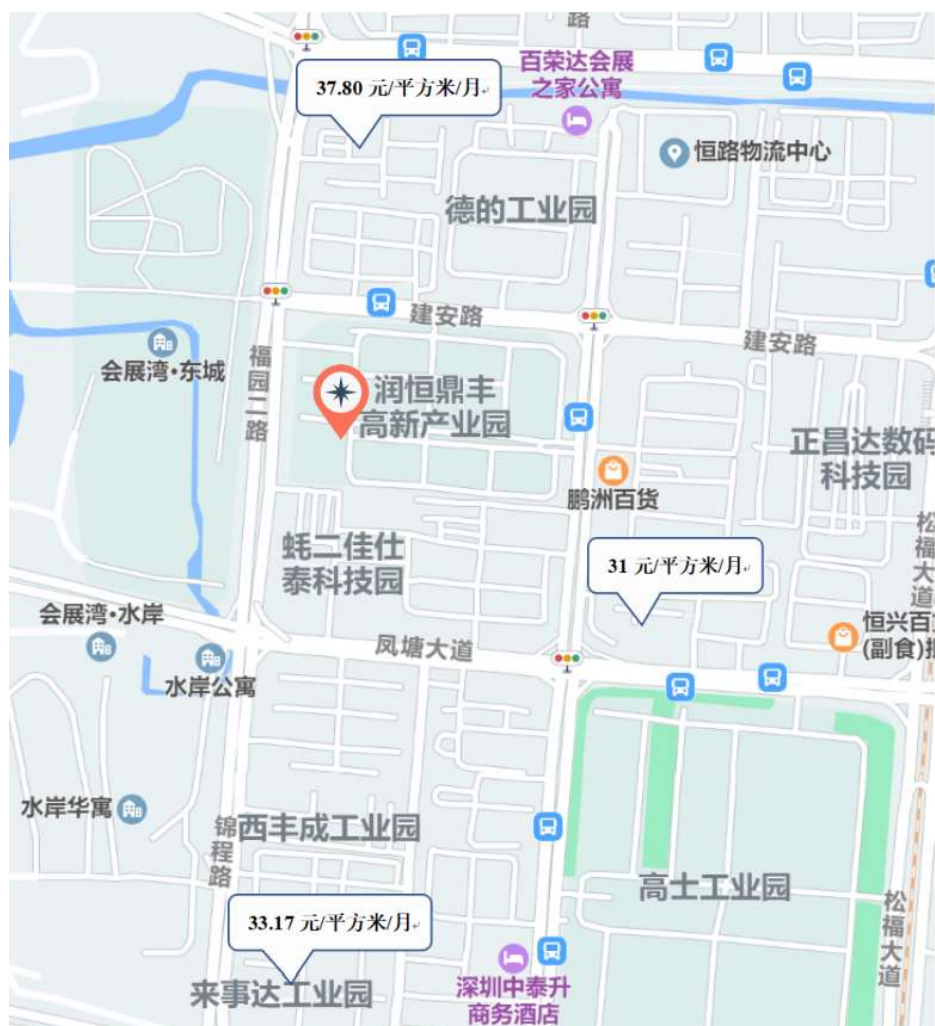 路
百荣达会展
之家公寓
37.80 元/平方米/月
恒路物流中心
德的工业园
建安路
建安路
会展湾·东城
福园二路
润恒鼎丰
高新产业园
正昌达数码
科技园
鹏洲百货
蚝二佳仕
泰科技园
松福大道
31 元/平方米/月
会展湾·水岸
恒兴百
(副食)批
凤塘大道
水岸公寓
水岸华寓
锦程路
西丰成工业园
高士工业园
松福大道
33.17 元/平方米/月
来事达工业园
深圳中泰升
商务酒店